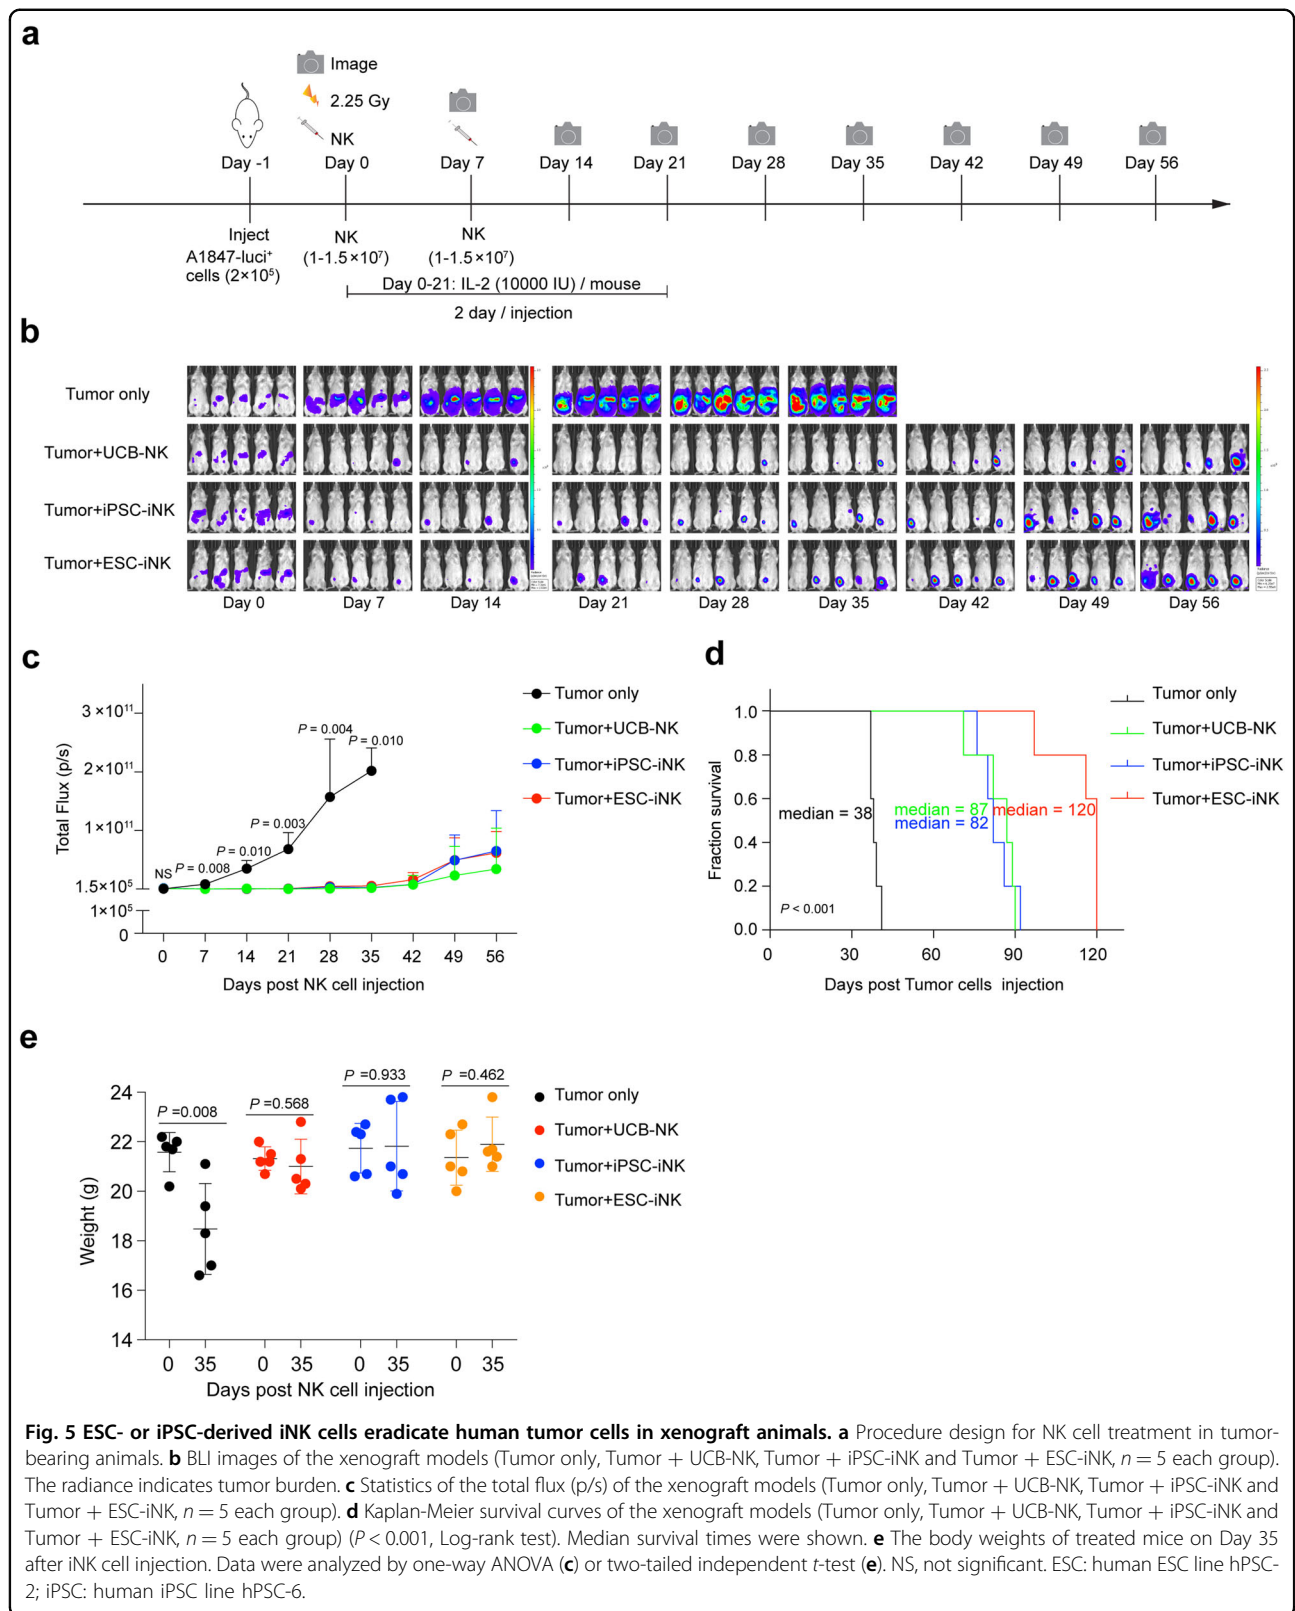 a
Image
2.25 Gy
NK
Day -1
Day 0
Day 7
Day 14
Day 21
Day 28
Day 35
Day 42
Day 49
Day 56
Inject
A1847-luci⁺
cells (2×10⁵)
NK
(1-1.5×10⁷)
NK
(1-1.5×10⁷)
Day 0-21: IL-2 (10000 IU) / mouse
2 day / injection
b
Tumor only
Tumor+UCB-NK
Tumor+iPSC-iNK
Tumor+ESC-iNK
Day 0
Day 7
Day 14
Day 21
Day 28
Day 35
Day 42
Day 49
Day 56
c
Total Flux (p/s)
3 ×10¹¹
2 ×10¹¹
1 ×10¹¹
1.5×10⁵
1×10⁵
0
NS
P = 0.008
P = 0.010
P = 0.003
P = 0.004
P = 0.010
0 7 14 21 28 35 42 49 56
Days post NK cell injection
Tumor only
Tumor+UCB-NK
Tumor+iPSC-iNK
Tumor+ESC-iNK
d
Fraction survival
1.0
0.8
0.6
0.4
0.2
0.0
median = 38
median = 87
median = 82
median = 120
P < 0.001
0 30 60 90 120
Days post Tumor cells injection
Tumor only
Tumor+UCB-NK
Tumor+iPSC-iNK
Tumor+ESC-iNK
e
Weight (g)
24
22
20
18
16
14
P =0.008
P =0.568
P =0.933
P =0.462
0 35 0 35 0 35 0 35
Days post NK cell injection
Tumor only
Tumor+UCB-NK
Tumor+iPSC-iNK
Tumor+ESC-iNK
Fig. 5 ESC- or iPSC-derived iNK cells eradicate human tumor cells in xenograft animals. a Procedure design for NK cell treatment in tumor-
bearing animals. b BLI images of the xenograft models (Tumor only, Tumor + UCB-NK, Tumor + iPSC-iNK and Tumor + ESC-iNK, n = 5 each group).
The radiance indicates tumor burden. c Statistics of the total flux (p/s) of the xenograft models (Tumor only, Tumor + UCB-NK, Tumor + iPSC-iNK and
Tumor + ESC-iNK, n = 5 each group). d Kaplan-Meier survival curves of the xenograft models (Tumor only, Tumor + UCB-NK, Tumor + iPSC-iNK and
Tumor + ESC-iNK, n = 5 each group) (P < 0.001, Log-rank test). Median survival times were shown. e The body weights of treated mice on Day 35
after iNK cell injection. Data were analyzed by one-way ANOVA (c) or two-tailed independent t-test (e). NS, not significant. ESC: human ESC line hPSC-
2; iPSC: human iPSC line hPSC-6.